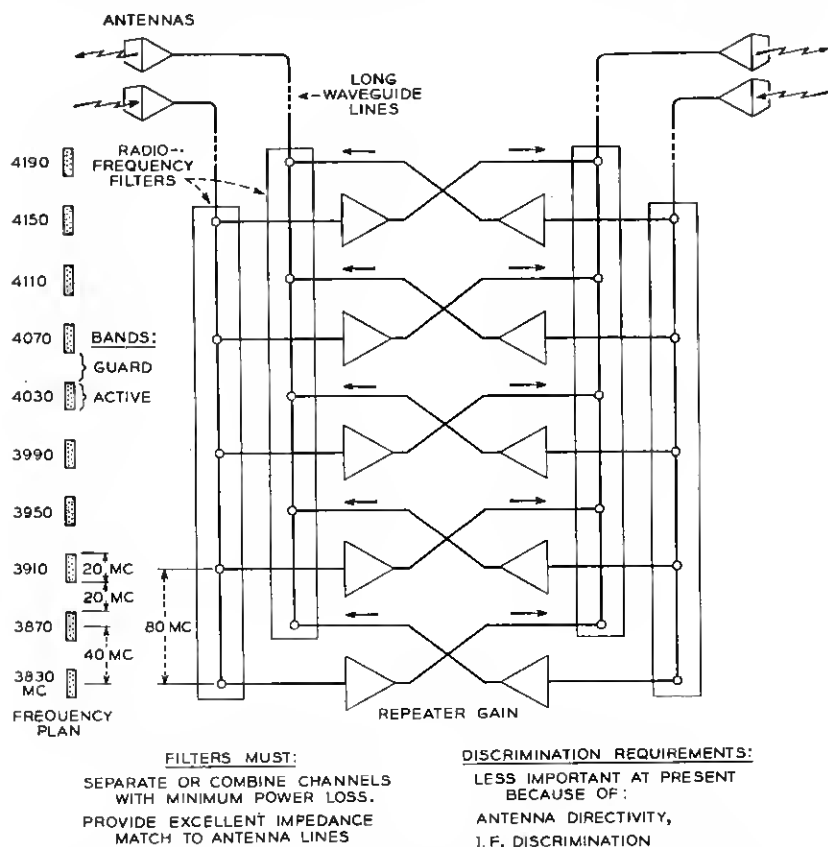 ANTENNAS
LONG
WAVEGUIDE
LINES
RADIO-
FREQUENCY
FILTERS
4190
4150
4110
4070
BANDS:
GUARD
4030
ACTIVE
3990
3950
3910
20 MC
20 MC
3870
80 MC
40 MC
3830
MC
FREQUENCY
PLAN
REPEATER GAIN
FILTERS MUST:
SEPARATE OR COMBINE CHANNELS
WITH MINIMUM POWER LOSS.
PROVIDE EXCELLENT IMPEDANCE
MATCH TO ANTENNA LINES
DISCRIMINATION REQUIREMENTS:
LESS IMPORTANT AT PRESENT
BECAUSE OF:
ANTENNA DIRECTIVITY,
I.F. DISCRIMINATION